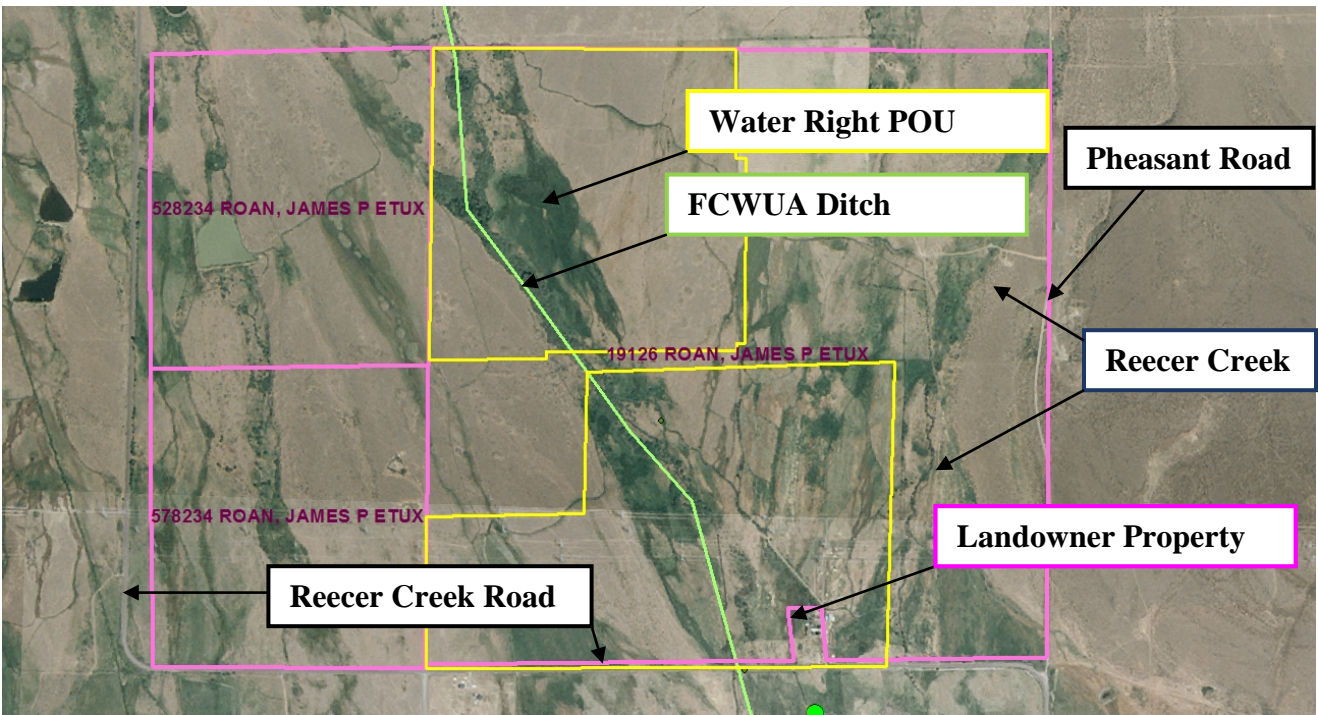 Water Right POU
Pheasant Road
FCWUA Ditch
528234 ROAN, JAMES P ETUX
19126 ROAN, JAMES P ETUX
Reecer Creek
578234 ROAN, JAMES P ETUX
Landowner Property
Reecer Creek Road